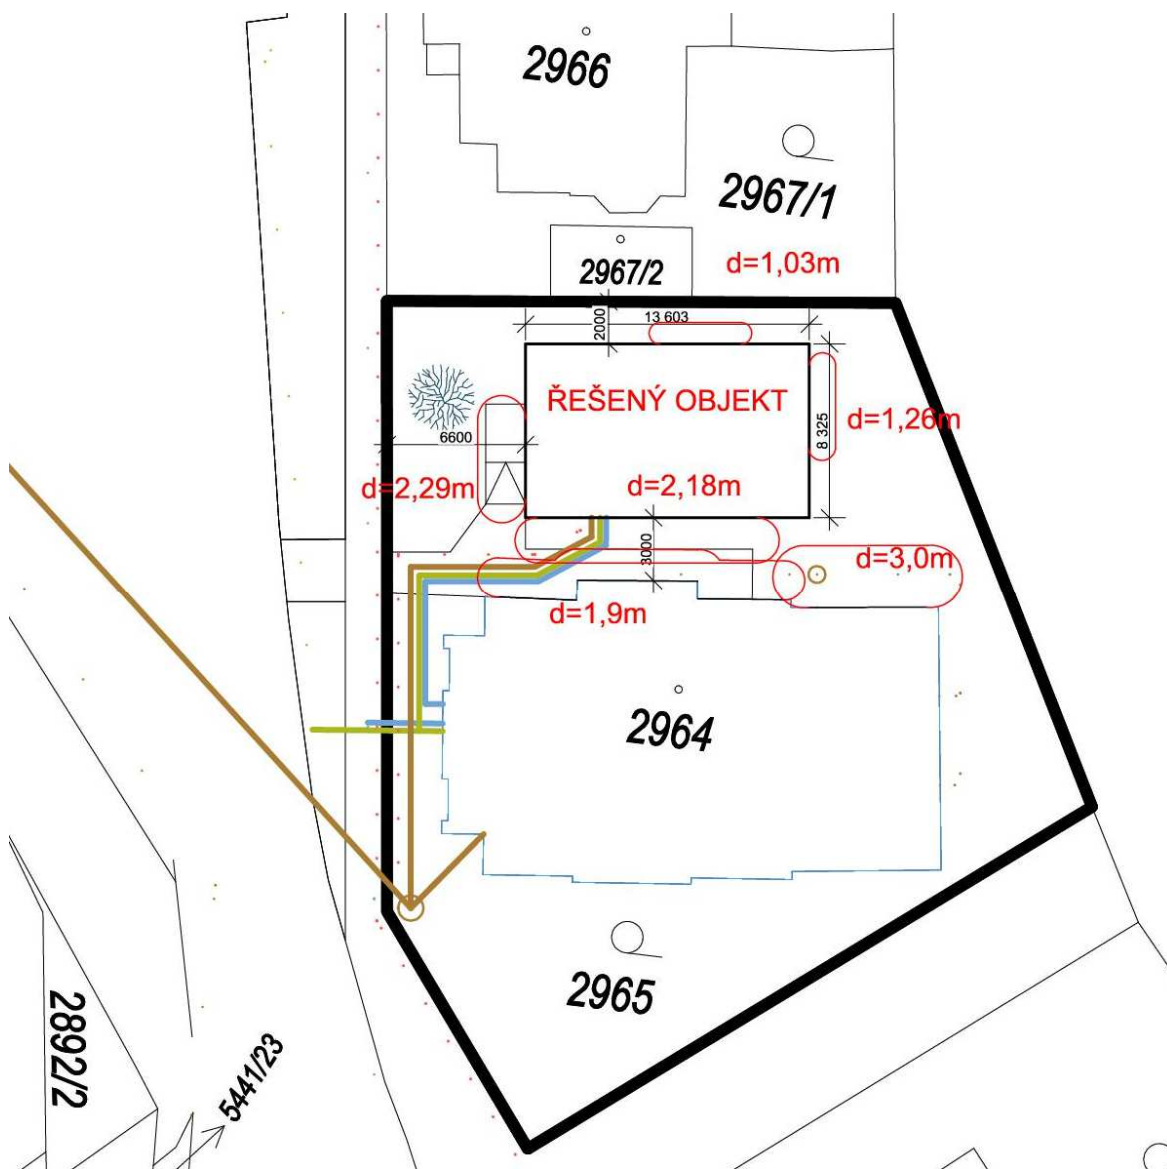 2966
2967/1
2967/2
d=1,03m
2000
13 603
ŘEŠENÝ OBJEKT
8 325
d=1,26m
6600
d=2,29m
d=2,18m
3000
d=3,0m
d=1,9m
2964
2965
2892/2
5441/23